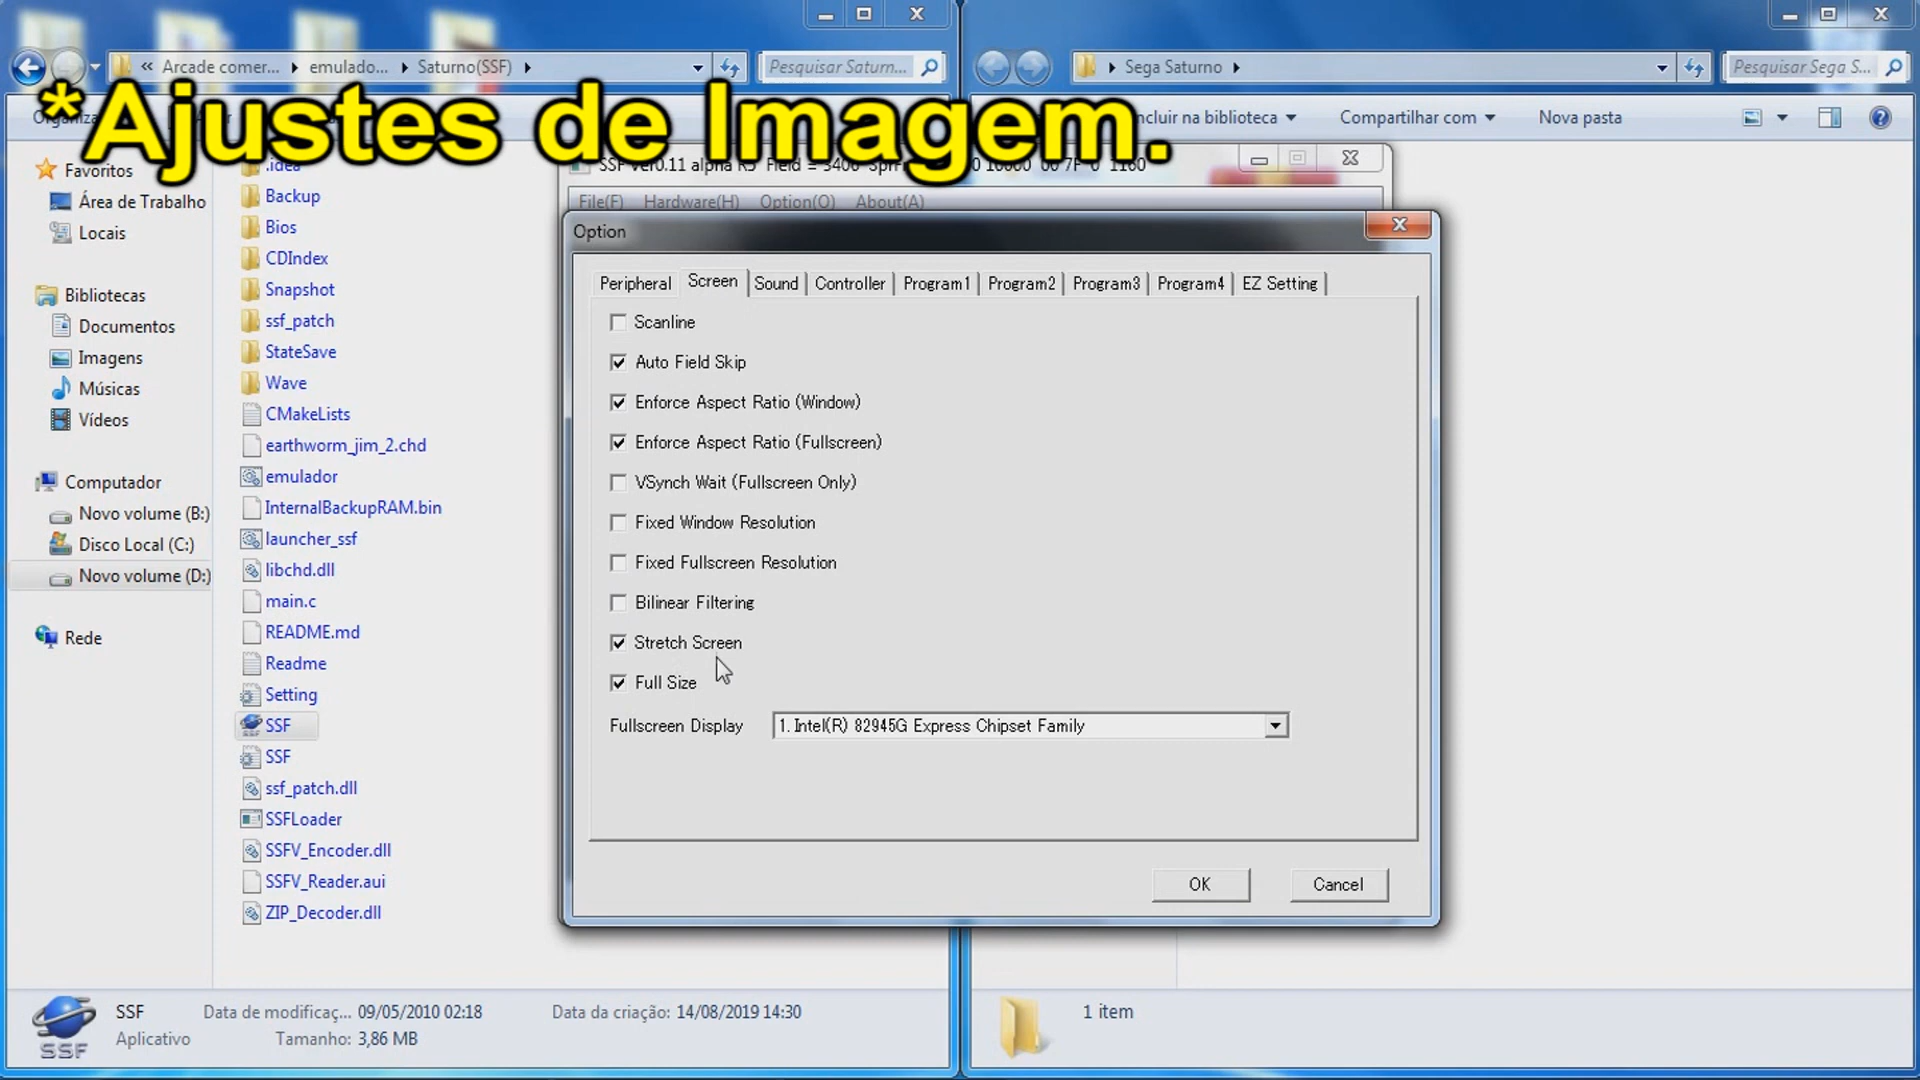 « Arcade comer... ▸ emulado... ▸ Saturno(SSF) ▸
Pesquisar Saturn...
Sega Saturno ▸
Pesquisar Sega S...
*Ajustes de Imagem.
Compartilhar com
Nova pasta
Favoritos
Área de Trabalho
Locais
Bibliotecas
Documentos
Imagens
Músicas
Vídeos
Computador
Novo volume (B:)
Disco Local (C:)
Novo volume (D:)
Rede
.idea
Backup
Bios
CDIndex
Snapshot
ssf_patch
StateSave
Wave
CMakeLists
earthworm_jim_2.chd
emulador
InternalBackupRAM.bin
launcher_ssf
libchd.dll
main.c
README.md
Readme
Setting
SSF
SSF
ssf_patch.dll
SSFLoader
SSFV_Encoder.dll
SSFV_Reader.aui
ZIP_Decoder.dll
File(F) Hardware(H) Option(O) About(A)
Option
Peripheral Screen Sound Controller Program1 Program2 Program3 Program4 EZ Setting
Scanline
Auto Field Skip
Enforce Aspect Ratio (Window)
Enforce Aspect Ratio (Fullscreen)
VSynch Wait (Fullscreen Only)
Fixed Window Resolution
Fixed Fullscreen Resolution
Bilinear Filtering
Stretch Screen
Full Size
Fullscreen Display 1. Intel(R) 82945G Express Chipset Family
OK Cancel
SSF
SSF Data de modificaç... 09/05/2010 02:18 Data da criação: 14/08/2019 14:30
Aplicativo Tamanho: 3,86 MB
1 item